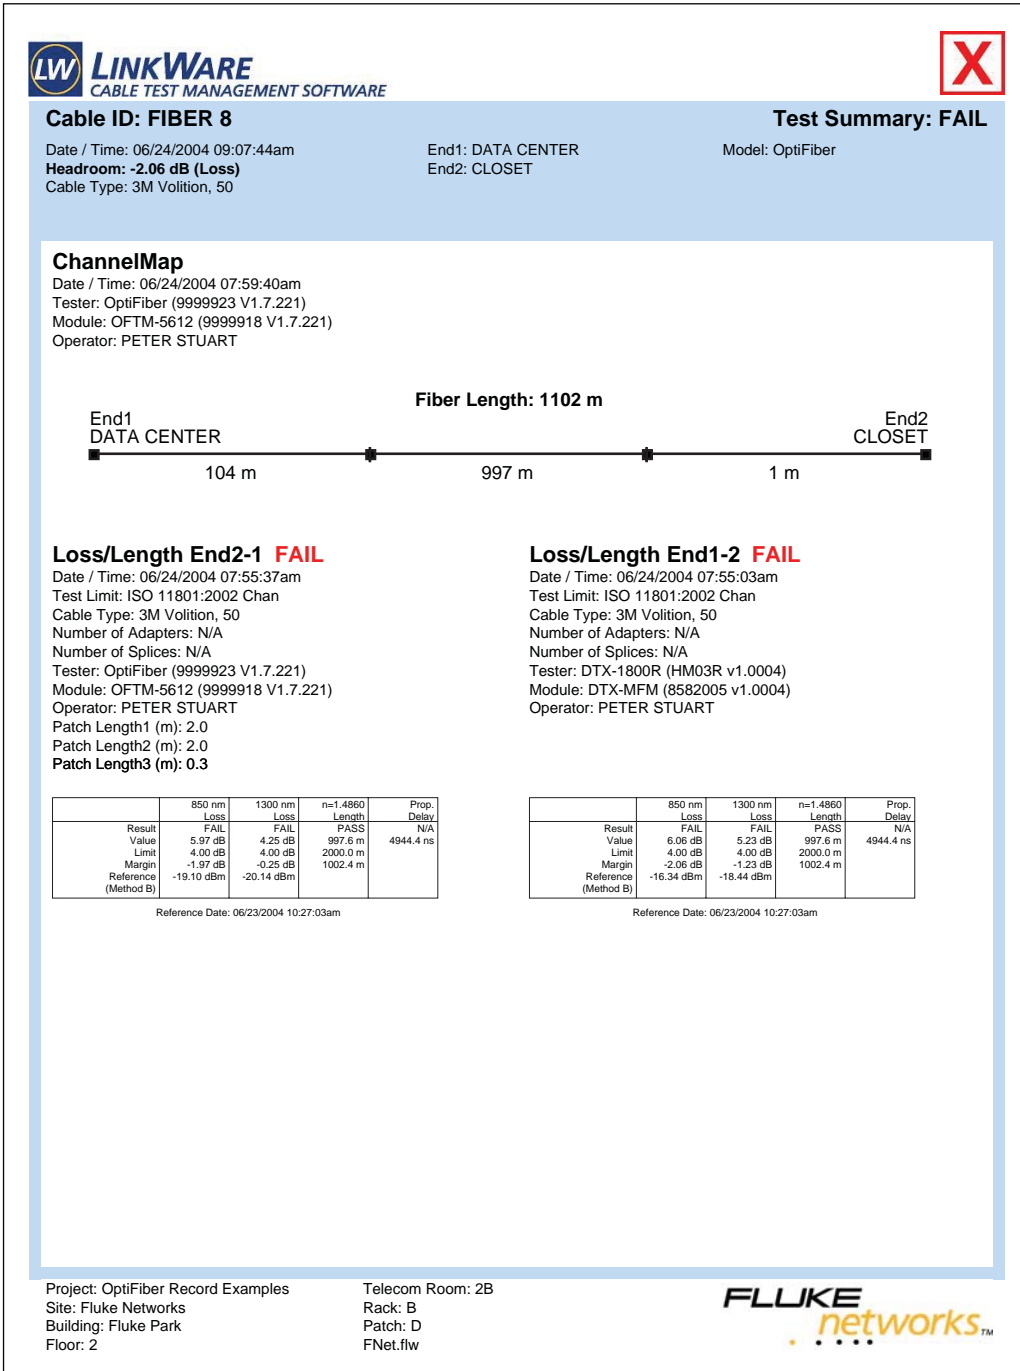 LW LINKWARE
CABLE TEST MANAGEMENT SOFTWARE
X
Cable ID: FIBER 8
Test Summary: FAIL
Date / Time: 06/24/2004 09:07:44am
End1: DATA CENTER
Model: OptiFiber
Headroom: -2.06 dB (Loss)
End2: CLOSET
Cable Type: 3M Volition, 50
ChannelMap
Date / Time: 06/24/2004 07:59:40am
Tester: OptiFiber (9999923 V1.7.221)
Module: OFTM-5612 (9999918 V1.7.221)
Operator: PETER STUART
Fiber Length: 1102 m
End1
DATA CENTER
End2
CLOSET
104 m
997 m
1 m
Loss/Length End2-1 FAIL
Date / Time: 06/24/2004 07:55:37am
Test Limit: ISO 11801:2002 Chan
Cable Type: 3M Volition, 50
Number of Adapters: N/A
Number of Splices: N/A
Tester: OptiFiber (9999923 V1.7.221)
Module: OFTM-5612 (9999918 V1.7.221)
Operator: PETER STUART
Patch Length1 (m): 2.0
Patch Length2 (m): 2.0
Patch Length3 (m): 0.3
850 nm 1300 nm n=1.4860 Prop.
Loss Loss Length Delay
Result FAIL FAIL PASS N/A
Value 5.97 dB 4.25 dB 997.6 m 4944.4 ns
Limit 4.00 dB 4.00 dB 2000.0 m
Margin -1.97 dB -0.25 dB 1002.4 m
Reference -19.10 dBm -20.14 dBm
(Method B)
Reference Date: 06/23/2004 10:27:03am
Loss/Length End1-2 FAIL
Date / Time: 06/24/2004 07:55:03am
Test Limit: ISO 11801:2002 Chan
Cable Type: 3M Volition, 50
Number of Adapters: N/A
Number of Splices: N/A
Tester: DTX-1800R (HM03R v1.0004)
Module: DTX-MFM (8582005 v1.0004)
Operator: PETER STUART
850 nm 1300 nm n=1.4860 Prop.
Loss Loss Length Delay
Result FAIL FAIL PASS N/A
Value 6.06 dB 5.23 dB 997.6 m 4944.4 ns
Limit 4.00 dB 4.00 dB 2000.0 m
Margin -2.06 dB -1.23 dB 1002.4 m
Reference -16.34 dBm -18.44 dBm
(Method B)
Reference Date: 06/23/2004 10:27:03am
Project: OptiFiber Record Examples
Site: Fluke Networks
Building: Fluke Park
Floor: 2
Telecom Room: 2B
Rack: B
Patch: D
FNet.flw
FLUKE
networks™